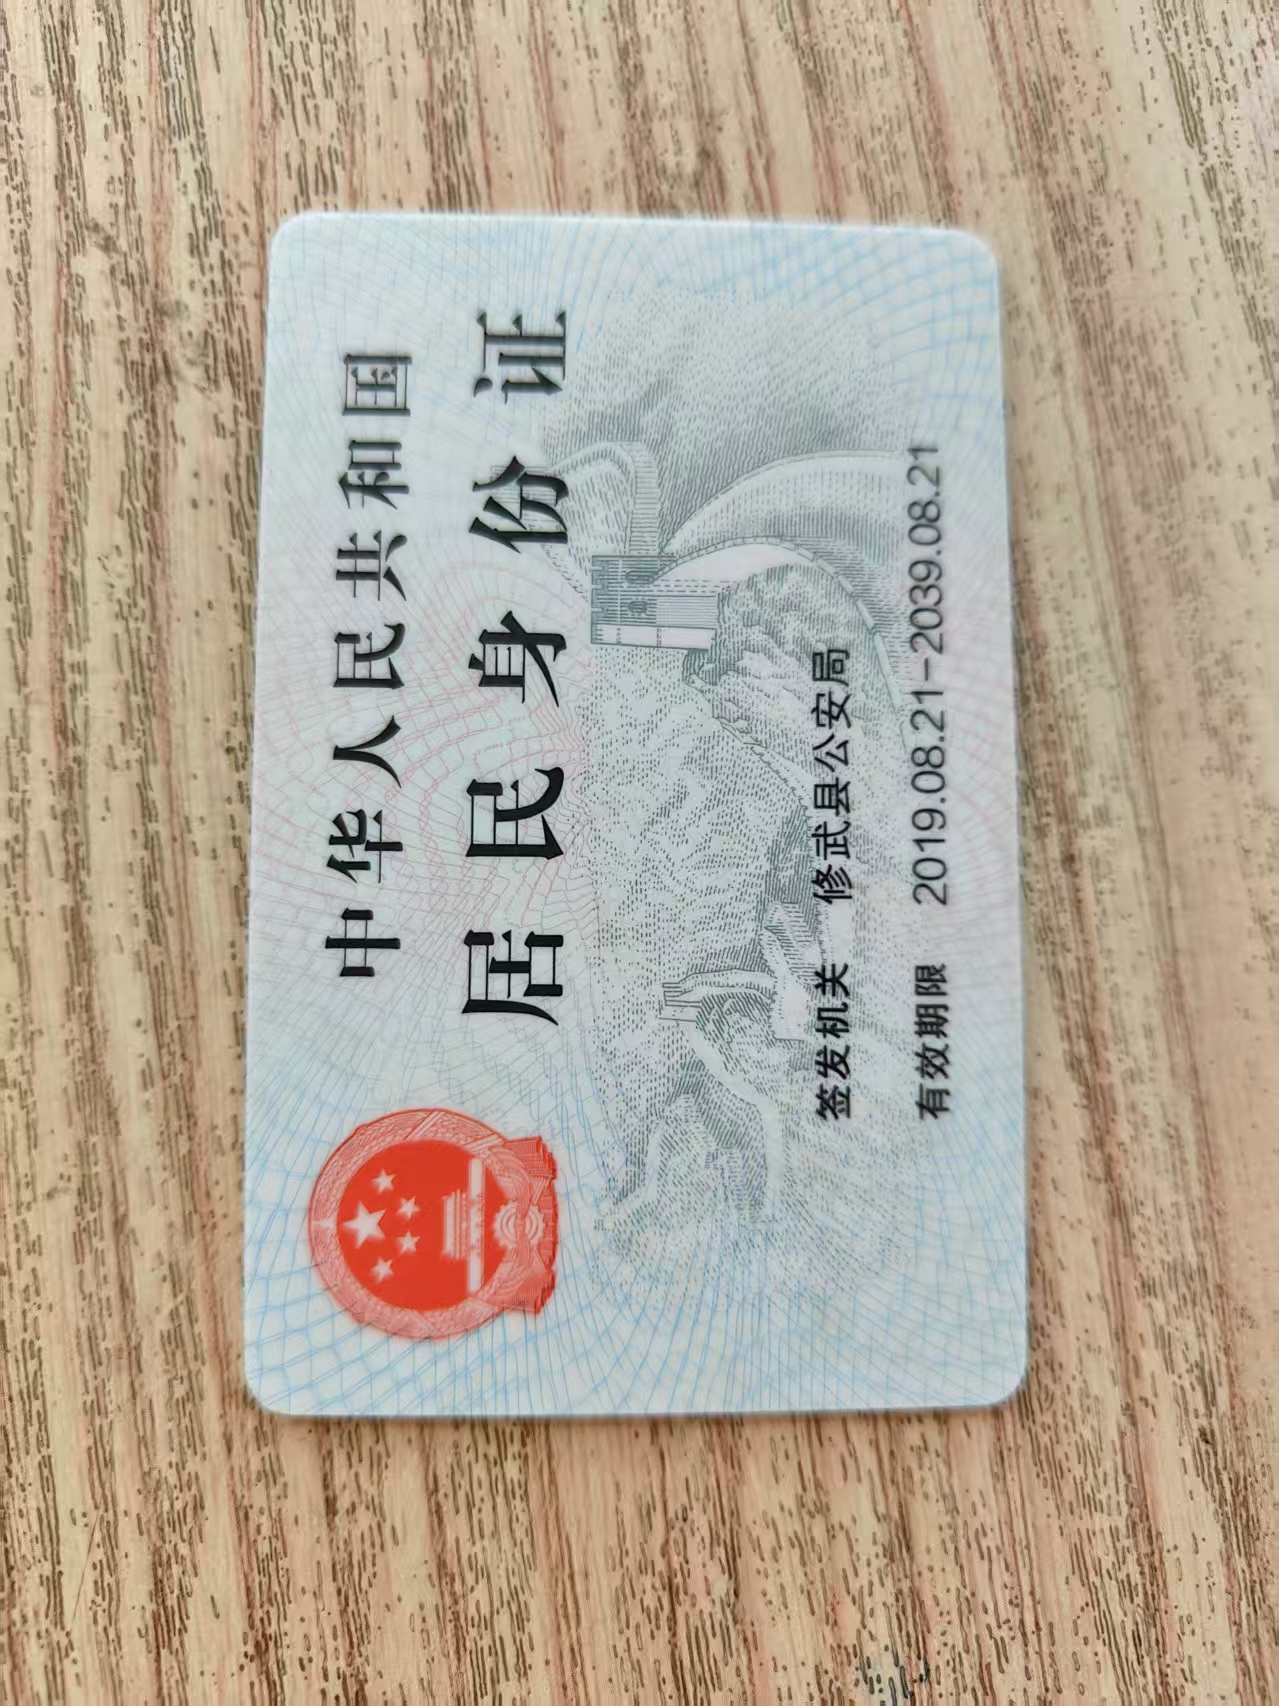 中华人民共和国
居民身份证
签发机关 修武县公安局
有效期限 2019.08.21-2039.08.21